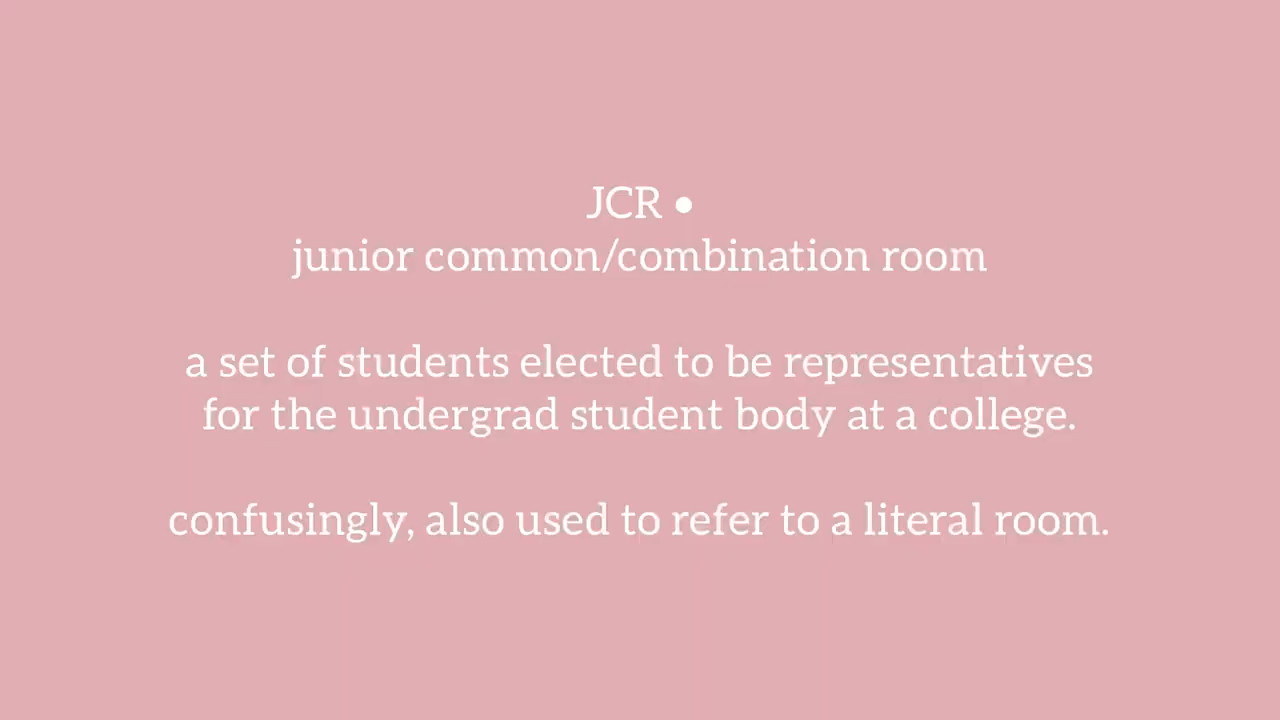 JCR •
junior common/combination room
a set of students elected to be representatives
for the undergrad student body at a college.
confusingly, also used to refer to a literal room.